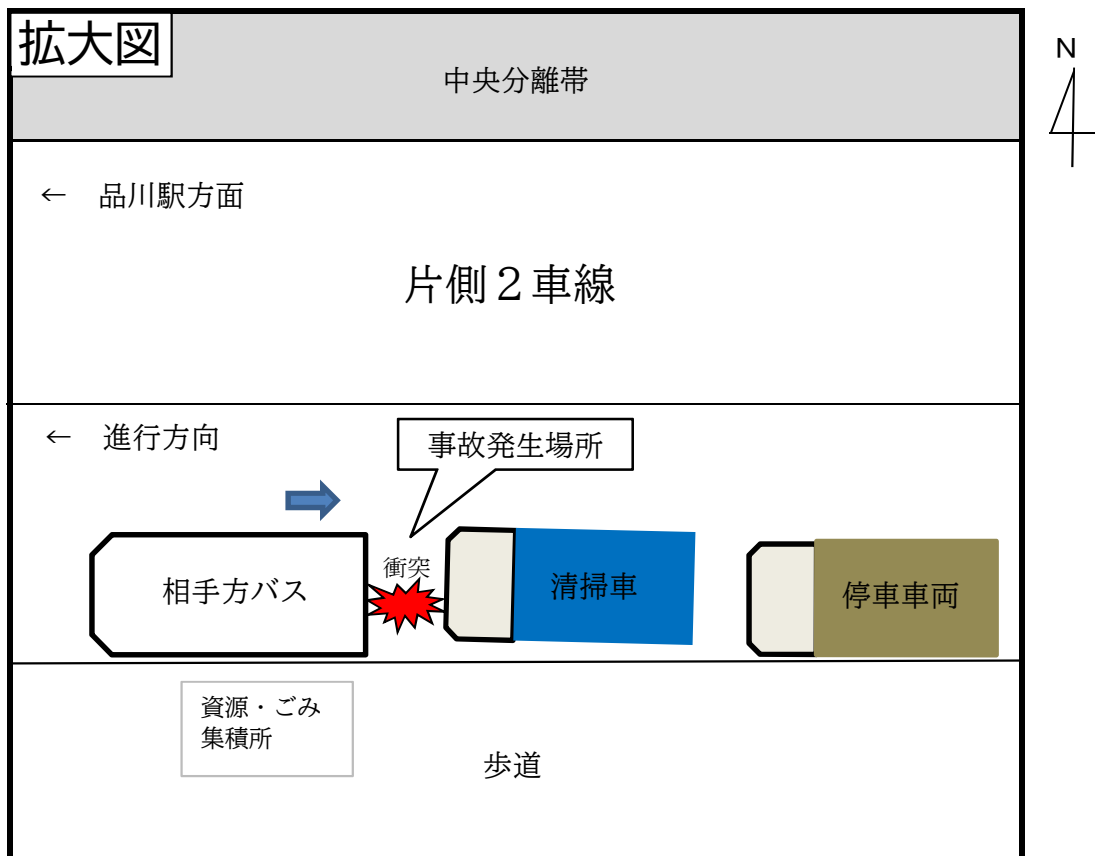 拡大図
N
中央分離帯
← 品川駅方面
片側２車線
← 進行方向
事故発生場所
衝突
相手方バス
清掃車
停車車両
資源・ごみ
集積所
歩道